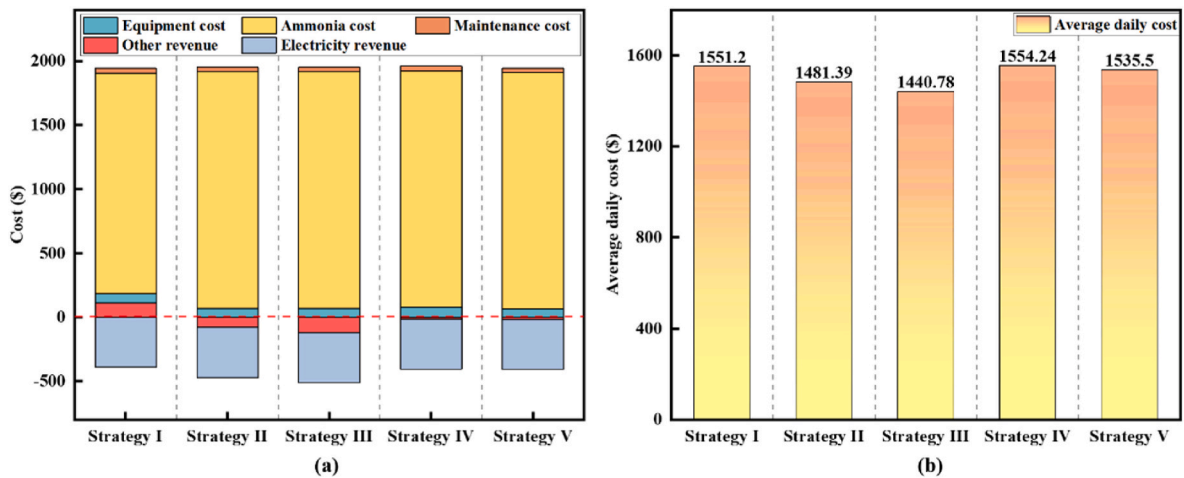 Equipment cost Ammonia cost Maintenance cost
Other revenue Electricity revenue
2000
1500
1000
500
0
-500
Cost ($)
Strategy I Strategy II Strategy III Strategy IV Strategy V
(a)
Average daily cost
1600
1200
800
400
0
Average daily cost ($)
1551.2 1481.39 1440.78 1554.24 1535.5
Strategy I Strategy II Strategy III Strategy IV Strategy V
(b)